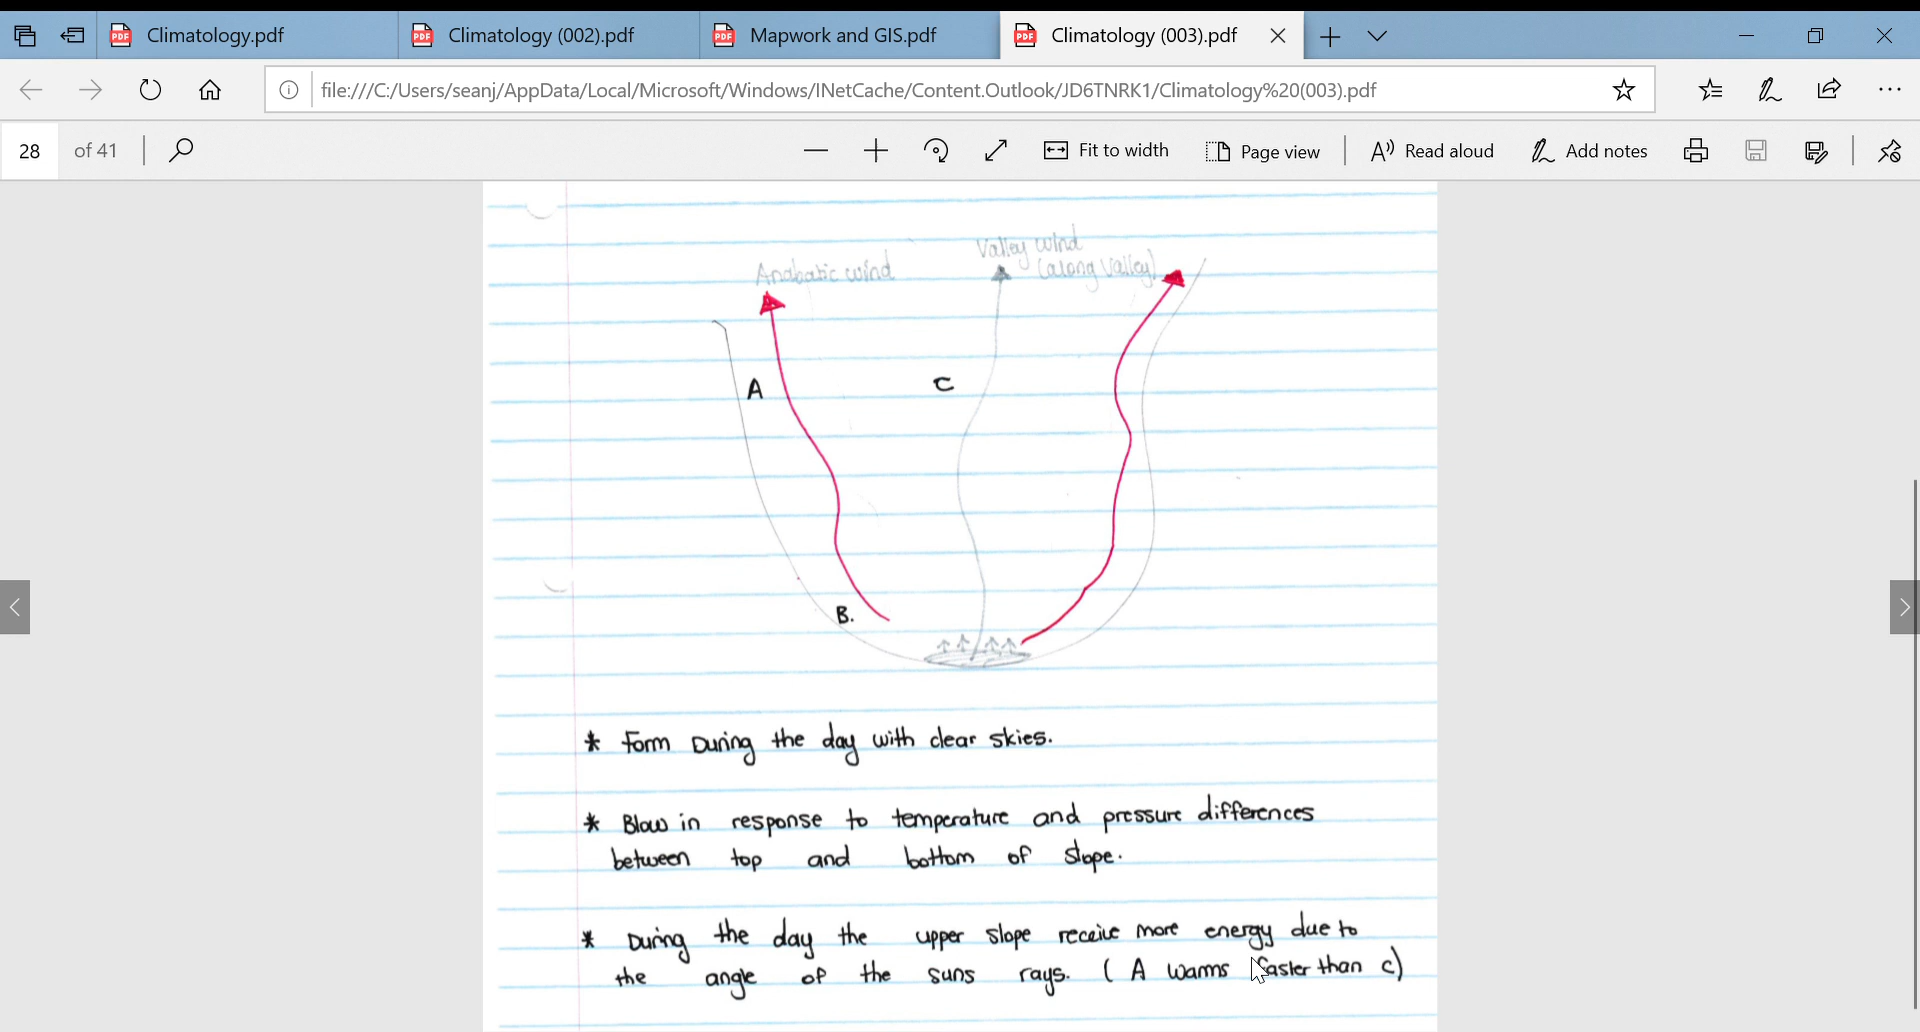 Climatology.pdf
Climatology (002).pdf
Mapwork and GIS.pdf
Climatology (003).pdf
file:///C:/Users/seanj/AppData/Local/Microsoft/Windows/INetCache/Content.Outlook/JD6TNRK1/Climatology%20(003).pdf
28 of 41
Fit to width
Page view
Read aloud
Add notes
Valley wind
(along valley)
Anabatic wind
A
C
B.
* Form During the day with clear skies.
* Blow in response to temperature and pressure differences
between top and bottom of slope.
* During the day the upper slope receive more energy due to
the angle of the suns rays. ( A warms faster than c)